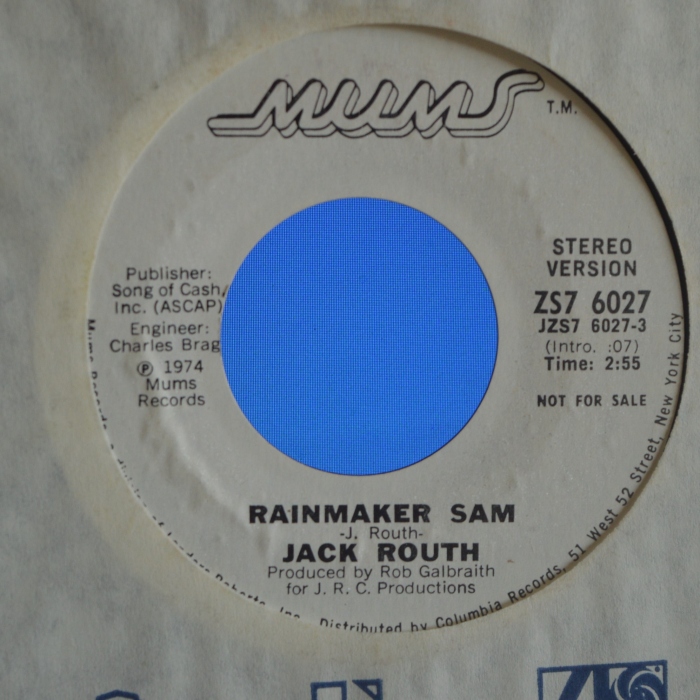 MUMS T.M.
Publisher:
Song of Cash,
Inc. (ASCAP)
Engineer:
Charles Brag
Ⓟ 1974
Mums
Records
STEREO
VERSION
ZS7 6027
JZS7 6027-3
(Intro. :07)
Time: 2:55
NOT FOR SALE
RAINMAKER SAM
-J. Routh-
JACK ROUTH
Produced by Rob Galbraith
for J. R. C. Productions
Mums Inc. Distributed by Columbia Records, 51 West 52 Street, New York City